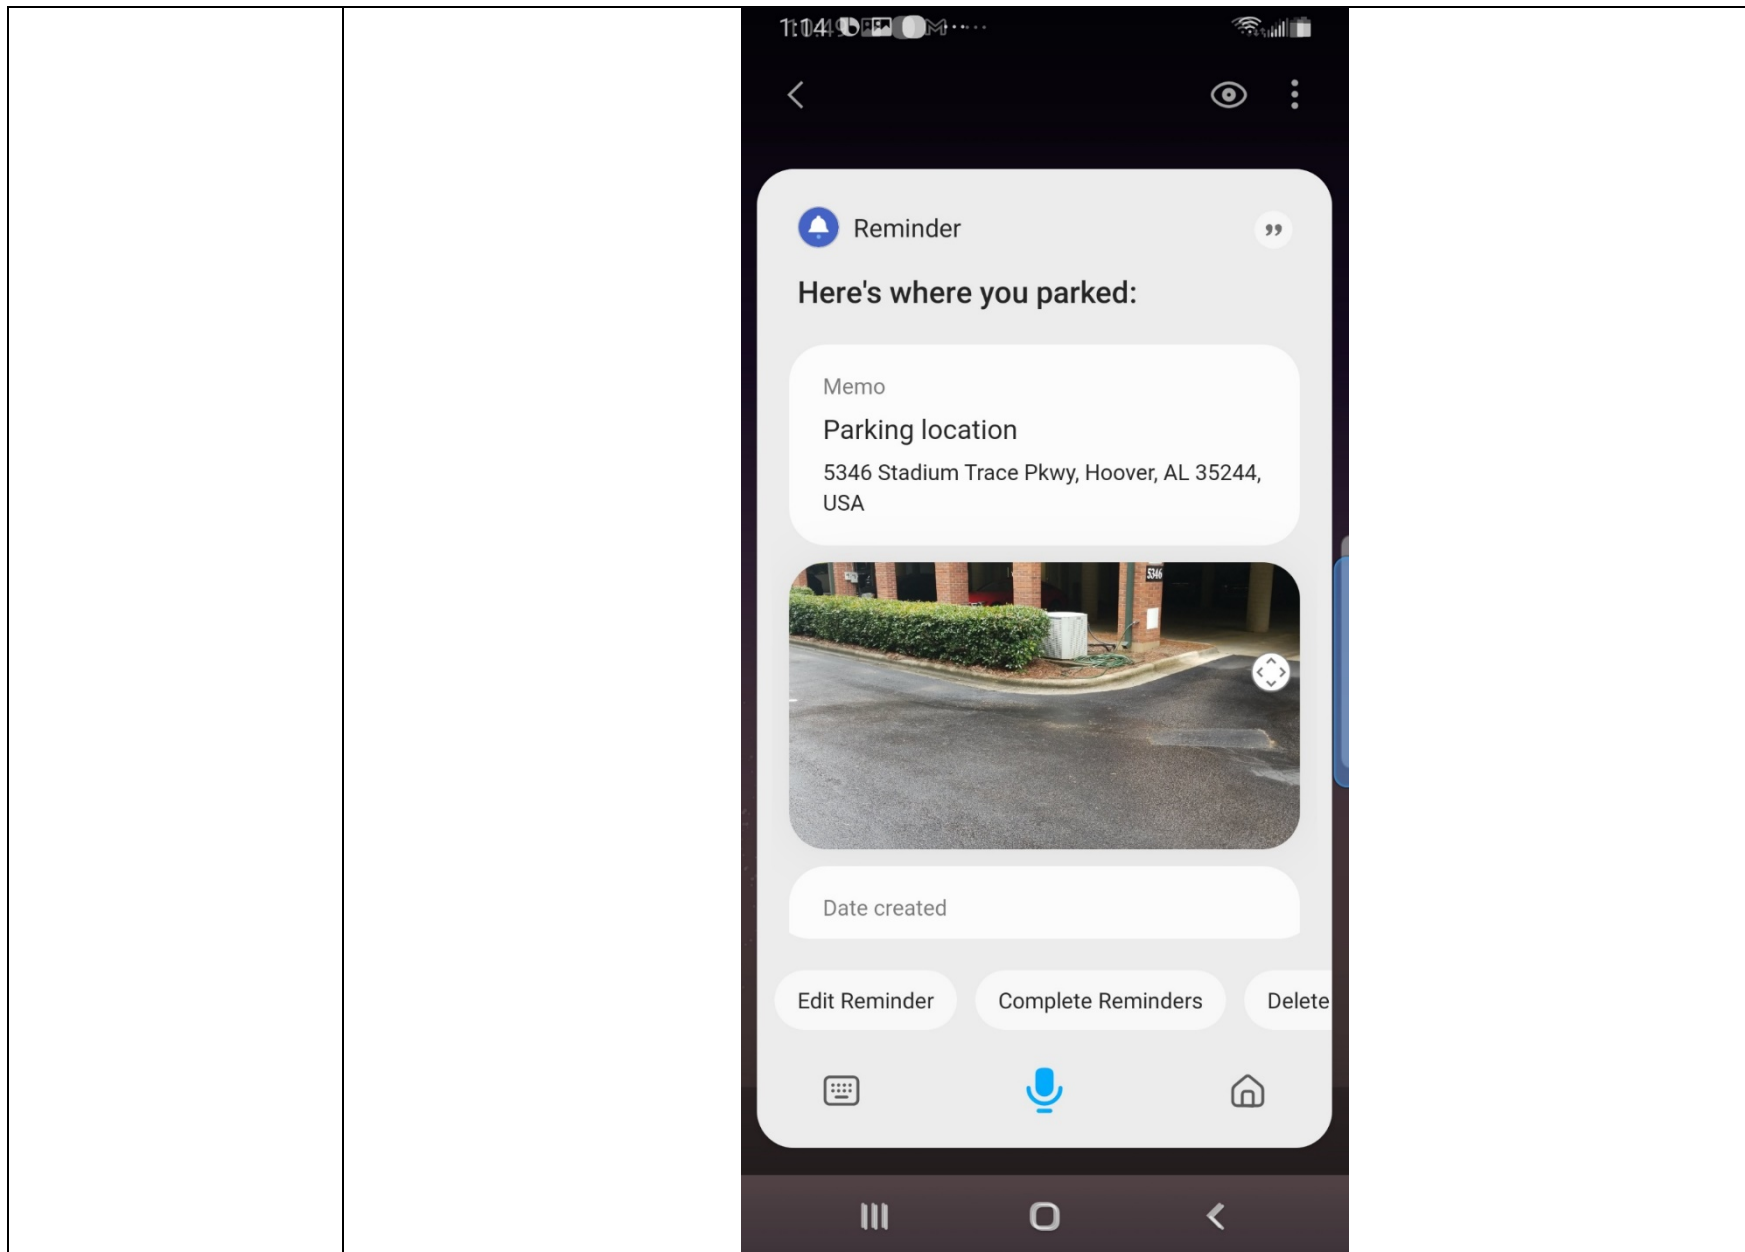 Reminder
Here's where you parked:
Memo
Parking location
5346 Stadium Trace Pkwy, Hoover, AL 35244,
USA
5346
Date created
Edit Reminder
Complete Reminders
Delete